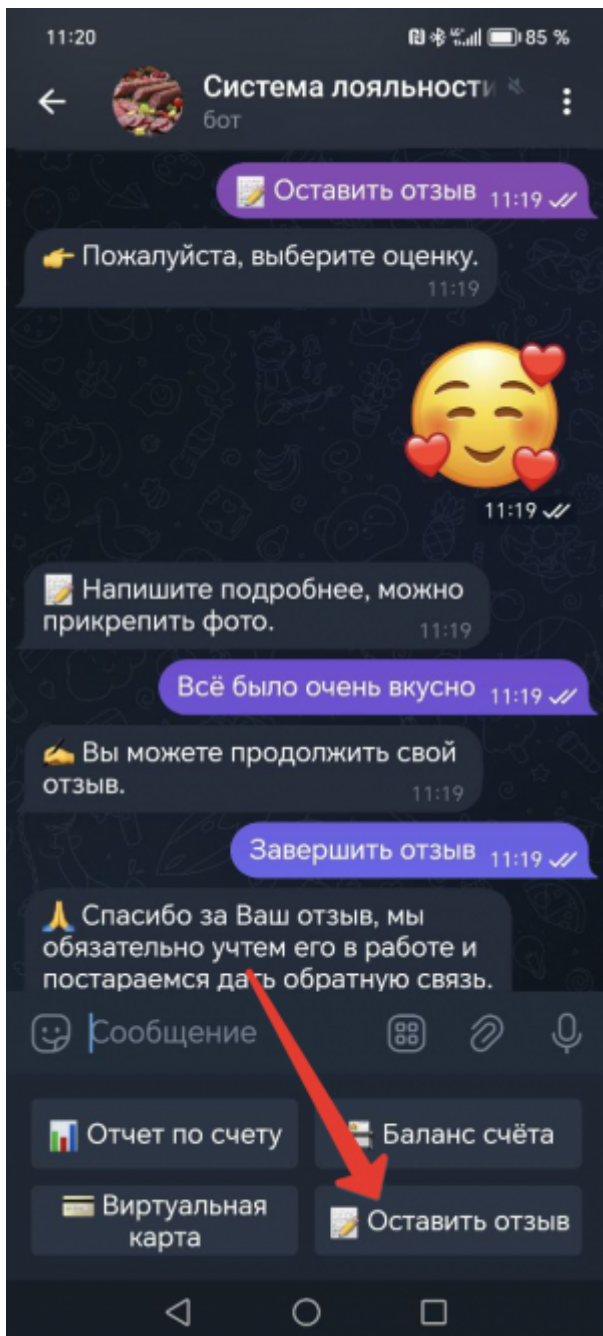 11:20
85 %
Система лояльности
бот
Оставить отзыв 11:19
Пожалуйста, выберите оценку.
11:19
11:19
Напишите подробнее, можно
прикрепить фото. 11:19
Всё было очень вкусно 11:19
Вы можете продолжить свой
отзыв. 11:19
Завершить отзыв 11:19
Спасибо за Ваш отзыв, мы
обязательно учтем его в работе и
постараемся дать обратную связь.
Сообщение
Отчет по счету
Баланс счёта
Виртуальная
карта
Оставить отзыв